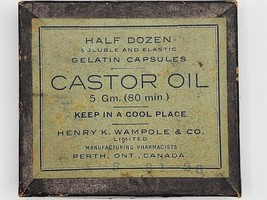 HALF DOZEN
SOLUBLE AND ELASTIC
GELATIN CAPSULES
CASTOR OIL
5 Gm. (80 min.)
KEEP IN A COOL PLACE
HENRY K. WAMPOLE & CO.
LIMITED
MANUFACTURING PHARMACISTS
PERTH, ONT., CANADA.